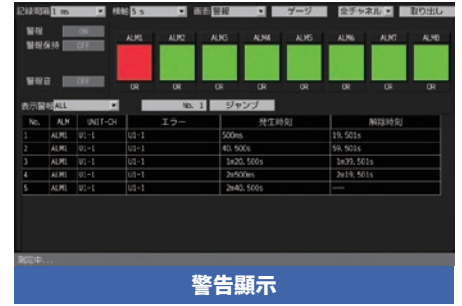 記録間隔 1 ms 横軸 5 s 画面 警報 ゲージ 全チャネル 取り出し
警報 ON
警報保持 OFF
警報音 OFF
ALM1 ALM2 ALM3 ALM4 ALM5 ALM6 ALM7 ALM8
OR OR OR OR OR OR OR OR
表示警報 ALL No. 1 ジャンプ
No. ALM UNIT-CH エラー 発生時刻 解除時刻
1 ALM1 U1-1 U1-1 500ms 19.501s
2 ALM1 U1-1 U1-1 40.500s 59.501s
3 ALM1 U1-1 U1-1 1m20.500s 1m39.501s
4 ALM1 U1-1 U1-1 2m500ms 2m19.501s
5 ALM1 U1-1 U1-1 2m40.500s ---
測定中...
警告顯示